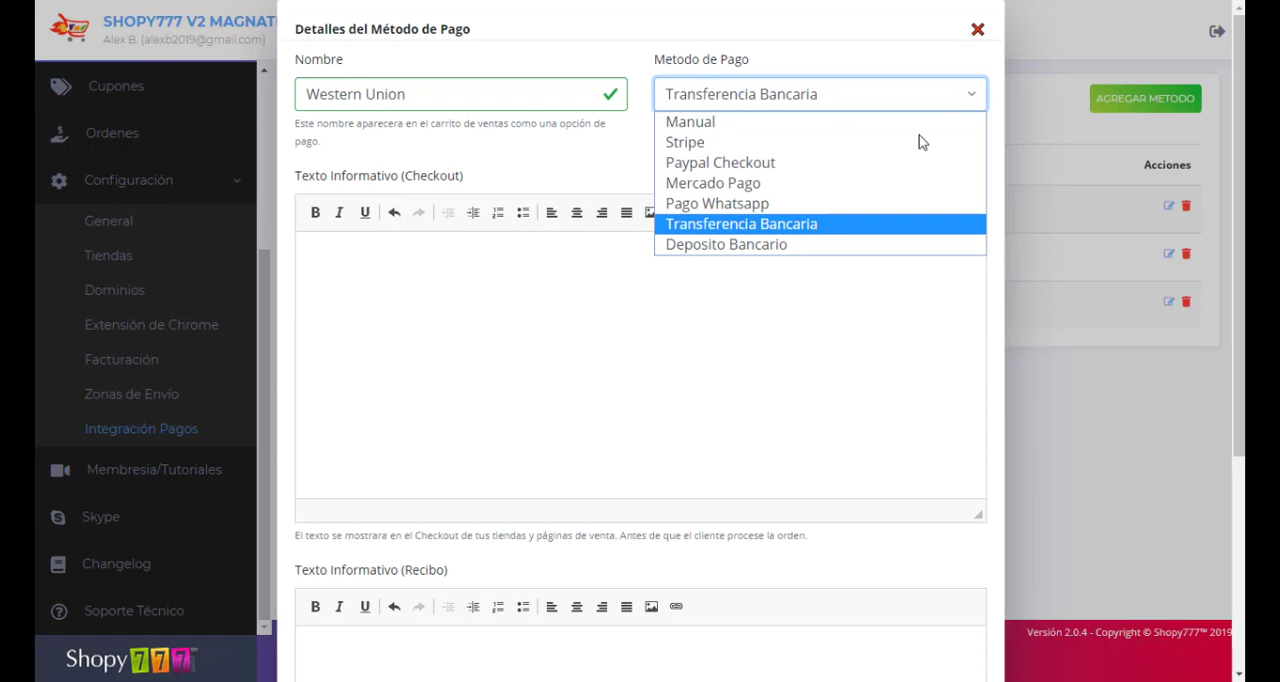 SHOPY777 V2 MAGNAT
Alex B. (alexb2019@gmail.com)
Cupones
Ordenes
Configuración
General
Tiendas
Dominios
Extensión de Chrome
Facturación
Zonas de Envío
Integración Pagos
Membresia/Tutoriales
Skype
Changelog
Soporte Técnico
Shopy777
Detalles del Método de Pago
Nombre
Western Union
Este nombre aparecera en el carrito de ventas como una opción de
pago.
Metodo de Pago
Transferencia Bancaria
Manual
Stripe
Paypal Checkout
Mercado Pago
Pago Whatsapp
Transferencia Bancaria
Deposito Bancario
Texto Informativo (Checkout)
B I U
El texto se mostrara en el Checkout de tus tiendas y páginas de venta. Antes de que el cliente procese la orden.
Texto Informativo (Recibo)
B I U
AGREGAR METODO
Acciones
Versión 2.0.4 - Copyright © Shopy777™ 2019